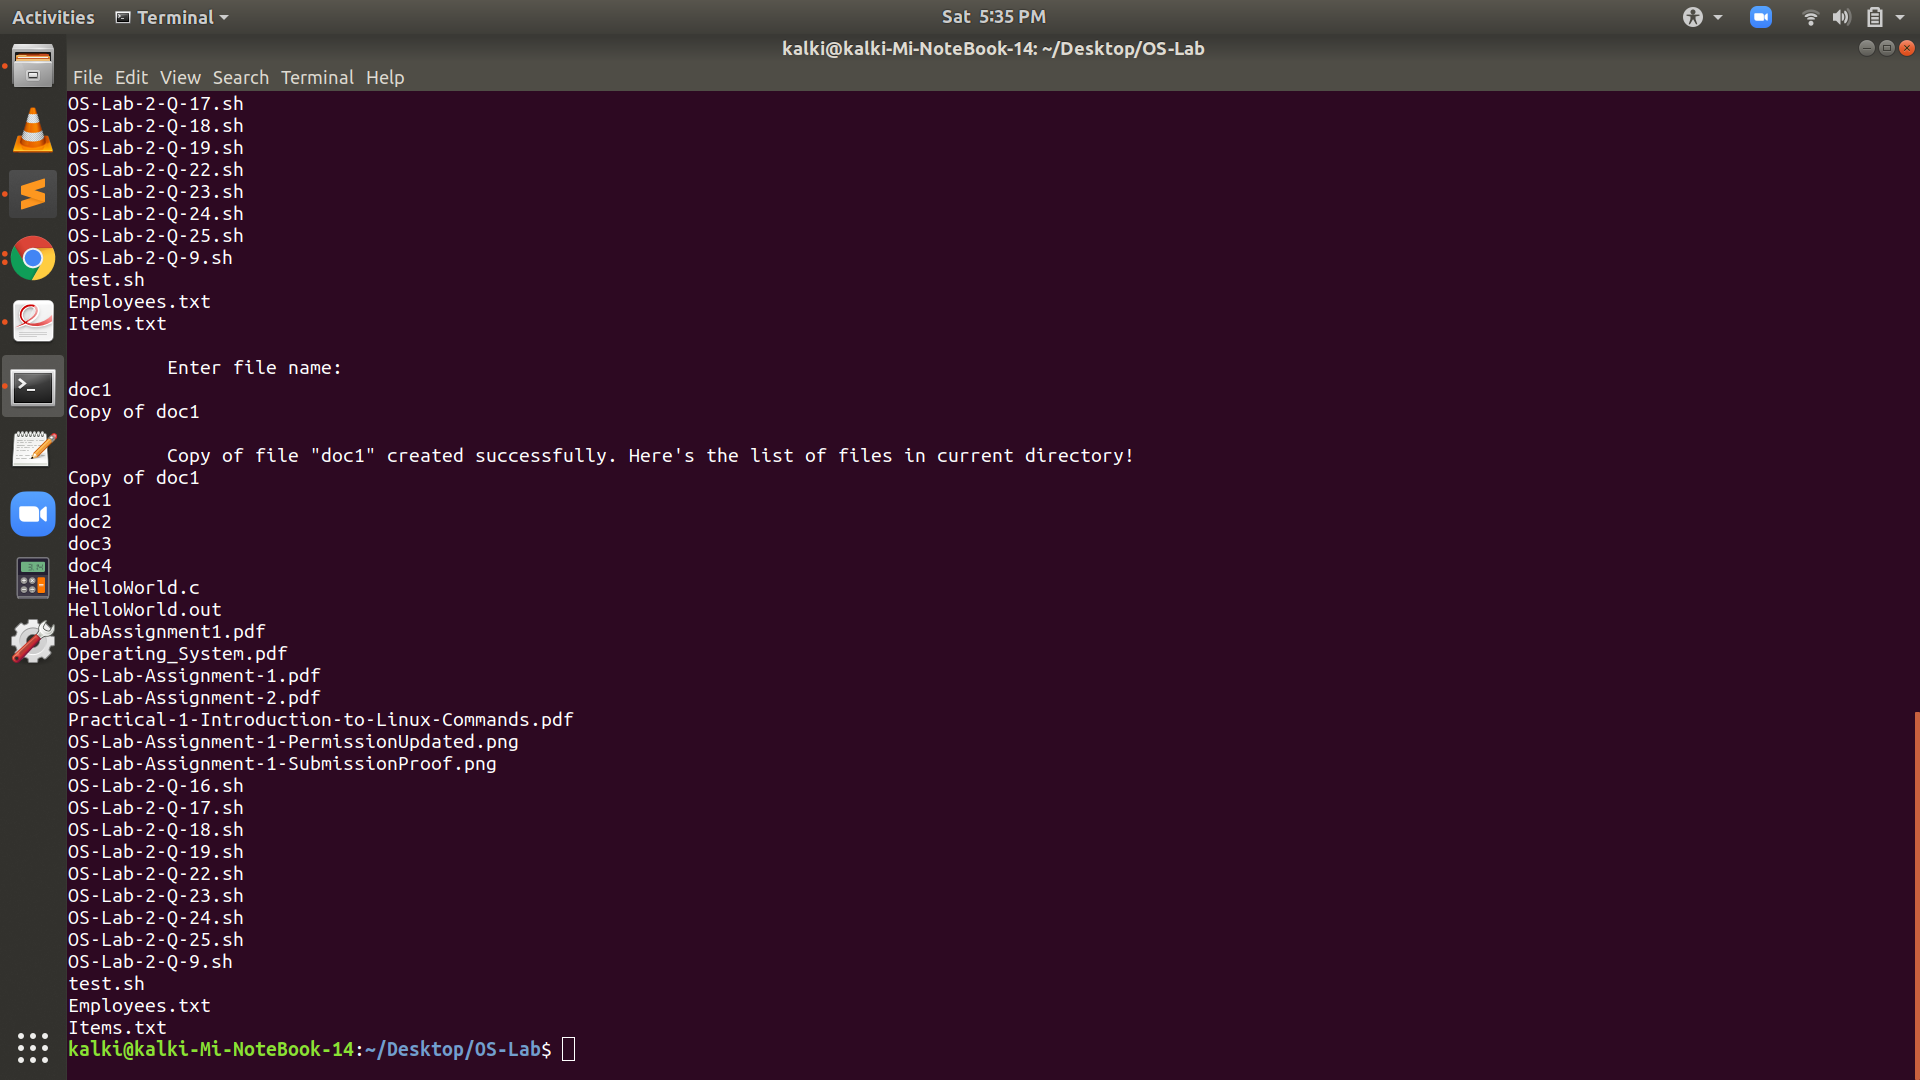 Activities Terminal Sat 5:35 PM
kalki@kalki-Mi-NoteBook-14: ~/Desktop/OS-Lab
File Edit View Search Terminal Help
OS-Lab-2-Q-17.sh
OS-Lab-2-Q-18.sh
OS-Lab-2-Q-19.sh
OS-Lab-2-Q-22.sh
OS-Lab-2-Q-23.sh
OS-Lab-2-Q-24.sh
OS-Lab-2-Q-25.sh
OS-Lab-2-Q-9.sh
test.sh
Employees.txt
Items.txt
Enter file name:
doc1
Copy of doc1
Copy of file "doc1" created successfully. Here's the list of files in current directory!
Copy of doc1
doc1
doc2
doc3
doc4
HelloWorld.c
HelloWorld.out
LabAssignment1.pdf
Operating_System.pdf
OS-Lab-Assignment-1.pdf
OS-Lab-Assignment-2.pdf
Practical-1-Introduction-to-Linux-Commands.pdf
OS-Lab-Assignment-1-PermissionUpdated.png
OS-Lab-Assignment-1-SubmissionProof.png
OS-Lab-2-Q-16.sh
OS-Lab-2-Q-17.sh
OS-Lab-2-Q-18.sh
OS-Lab-2-Q-19.sh
OS-Lab-2-Q-22.sh
OS-Lab-2-Q-23.sh
OS-Lab-2-Q-24.sh
OS-Lab-2-Q-25.sh
OS-Lab-2-Q-9.sh
test.sh
Employees.txt
Items.txt
kalki@kalki-Mi-NoteBook-14:~/Desktop/OS-Lab$